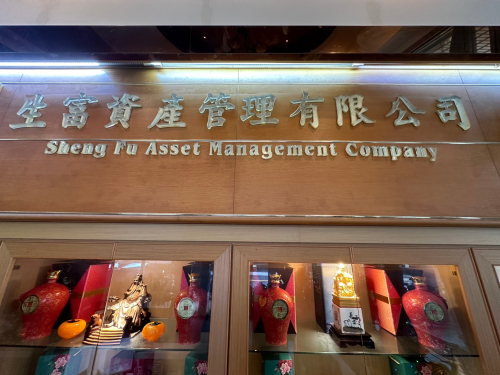 生富資產管理有限公司
Sheng Fu Asset Management Company